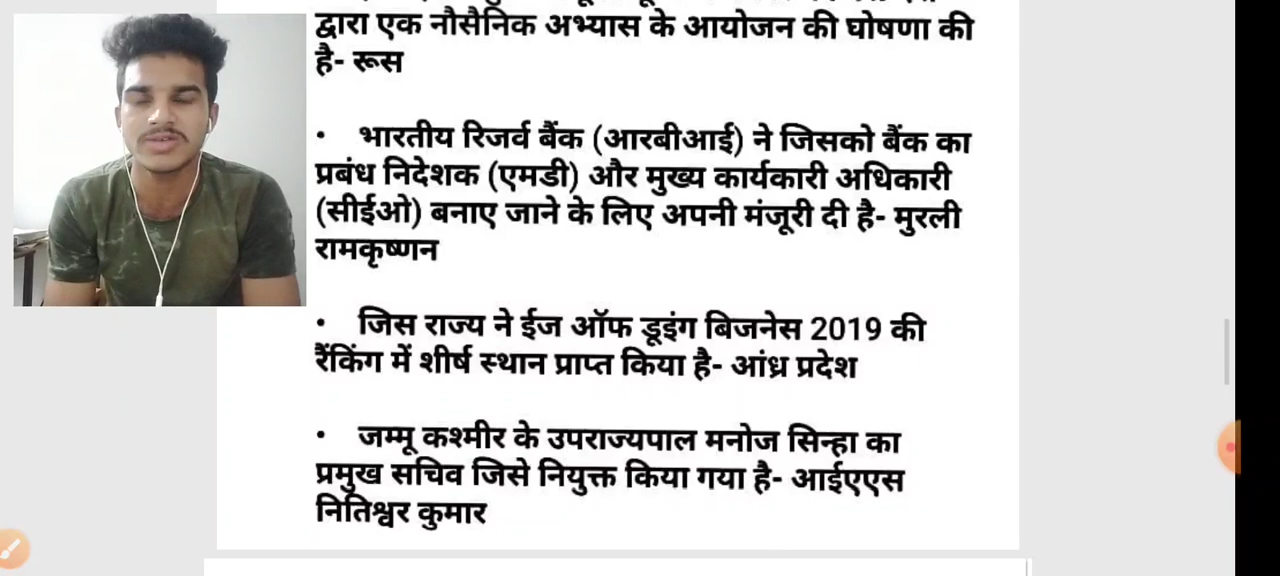 द्वारा एक नौसैनिक अभ्यास के आयोजन की घोषणा की
है- रूस
• भारतीय रिजर्व बैंक (आरबीआई) ने जिसको बैंक का
प्रबंध निदेशक (एमडी) और मुख्य कार्यकारी अधिकारी
(सीईओ) बनाए जाने के लिए अपनी मंजूरी दी है- मुरली
रामकृष्णन
• जिस राज्य ने ईज ऑफ डूइंग बिजनेस 2019 की
रैंकिंग में शीर्ष स्थान प्राप्त किया है- आंध्र प्रदेश
• जम्मू कश्मीर के उपराज्यपाल मनोज सिन्हा का
प्रमुख सचिव जिसे नियुक्त किया गया है- आईएएस
नितिश्वर कुमार